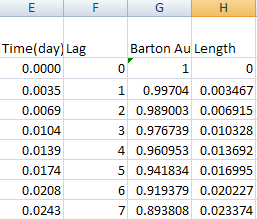 E F G H
Time(day) Lag Barton Au Length
0.0000 0 1 0
0.0035 1 0.99704 0.003467
0.0069 2 0.989003 0.006915
0.0104 3 0.976739 0.010328
0.0139 4 0.960953 0.013692
0.0174 5 0.941834 0.016995
0.0208 6 0.919379 0.020227
0.0243 7 0.893808 0.023374